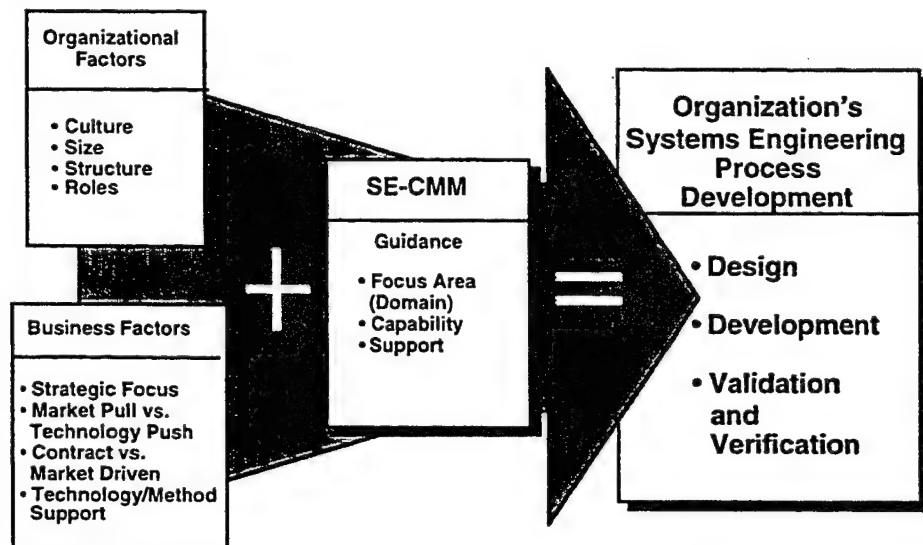 Organizational
Factors
• Culture
• Size
• Structure
• Roles
Business Factors
• Strategic Focus
• Market Pull vs.
Technology Push
• Contract vs.
Market Driven
• Technology/Method
Support
+
SE-CMM
Guidance
• Focus Area
(Domain)
• Capability
• Support
=
Organization's
Systems Engineering
Process
Development
• Design
• Development
• Validation
and
Verification